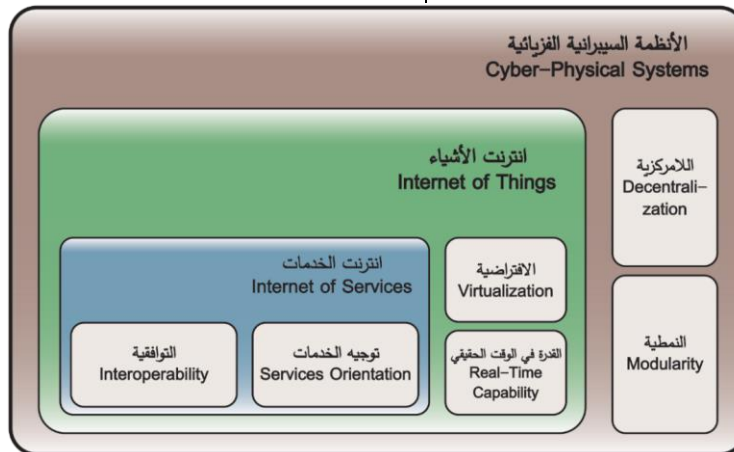 الأنظمة السيبرانية الفزيائية
Cyber-Physical Systems
انترنت الأشياء
Internet of Things
اللامركزية
Decentrali-
zation
انترنت الخدمات
Internet of Services
الافتراضية
Virtualization
التوافقية
Interoperability
توجيه الخدمات
Services Orientation
القدرة في الوقت الحقيقي
Real-Time
Capability
النمطية
Modularity